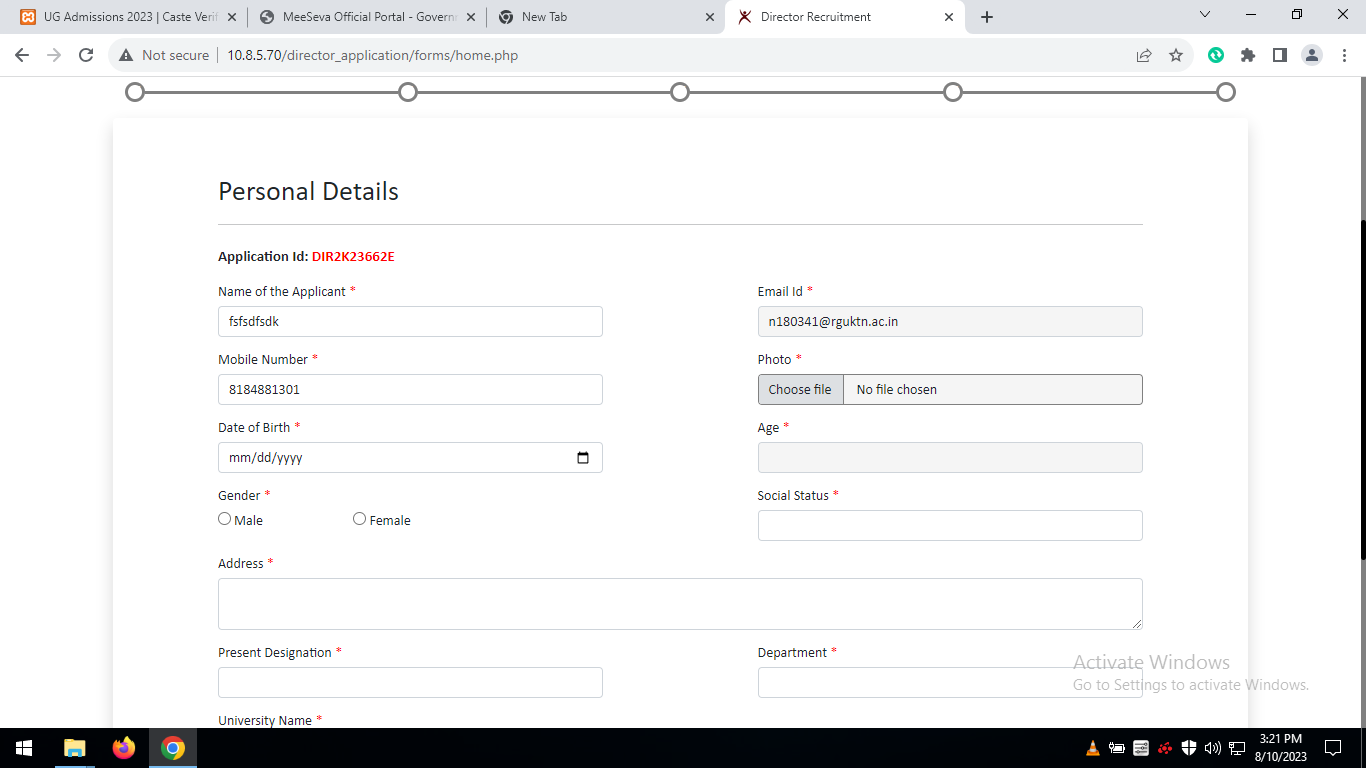 UG Admissions 2023 | Caste Verif
MeeSeva Official Portal - Governm
New Tab
Director Recruitment
Not secure
10.8.5.70/director_application/forms/home.php
Personal Details
Application Id: DIR2K23662E
Name of the Applicant *
Email Id *
fsfsdfsdk
n180341@rguktn.ac.in
Mobile Number *
Photo *
8184881301
Choose file No file chosen
Date of Birth *
Age *
mm/dd/yyyy
Gender *
Social Status *
Male
Female
Address *
Present Designation *
Department *
Activate Windows
Go to Settings to activate Windows.
University Name *
3:21 PM
8/10/2023